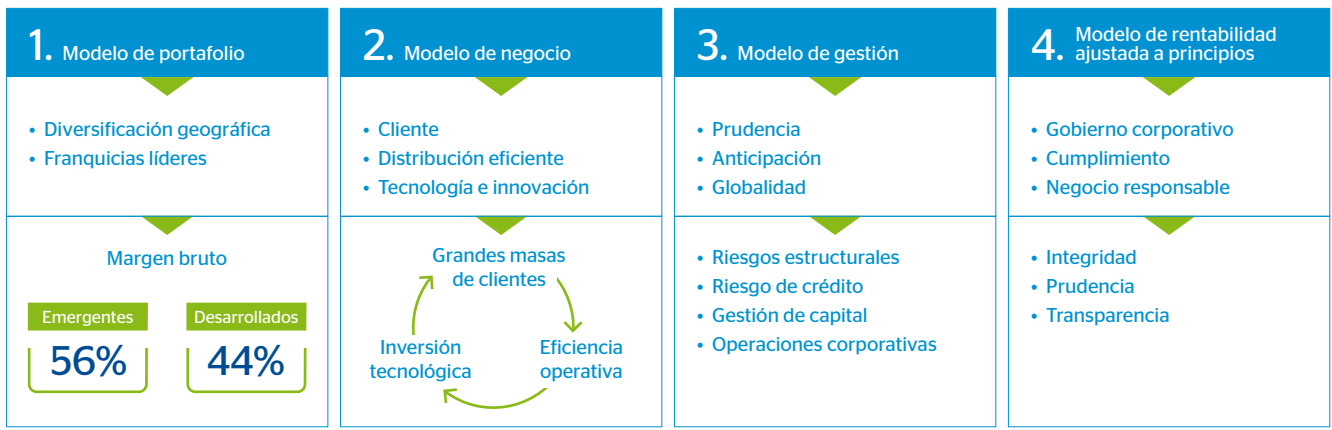 1. Modelo de portafolio
• Diversificación geográfica
• Franquicias líderes
Margen bruto
Emergentes
56%
Desarrollados
44%
2. Modelo de negocio
• Cliente
• Distribución eficiente
• Tecnología e innovación
Grandes masas
de clientes
Eficiencia
operativa
Inversión
tecnológica
3. Modelo de gestión
• Prudencia
• Anticipación
• Globalidad
• Riesgos estructurales
• Riesgo de crédito
• Gestión de capital
• Operaciones corporativas
4. Modelo de rentabilidad
ajustada a principios
• Gobierno corporativo
• Cumplimiento
• Negocio responsable
• Integridad
• Prudencia
• Transparencia